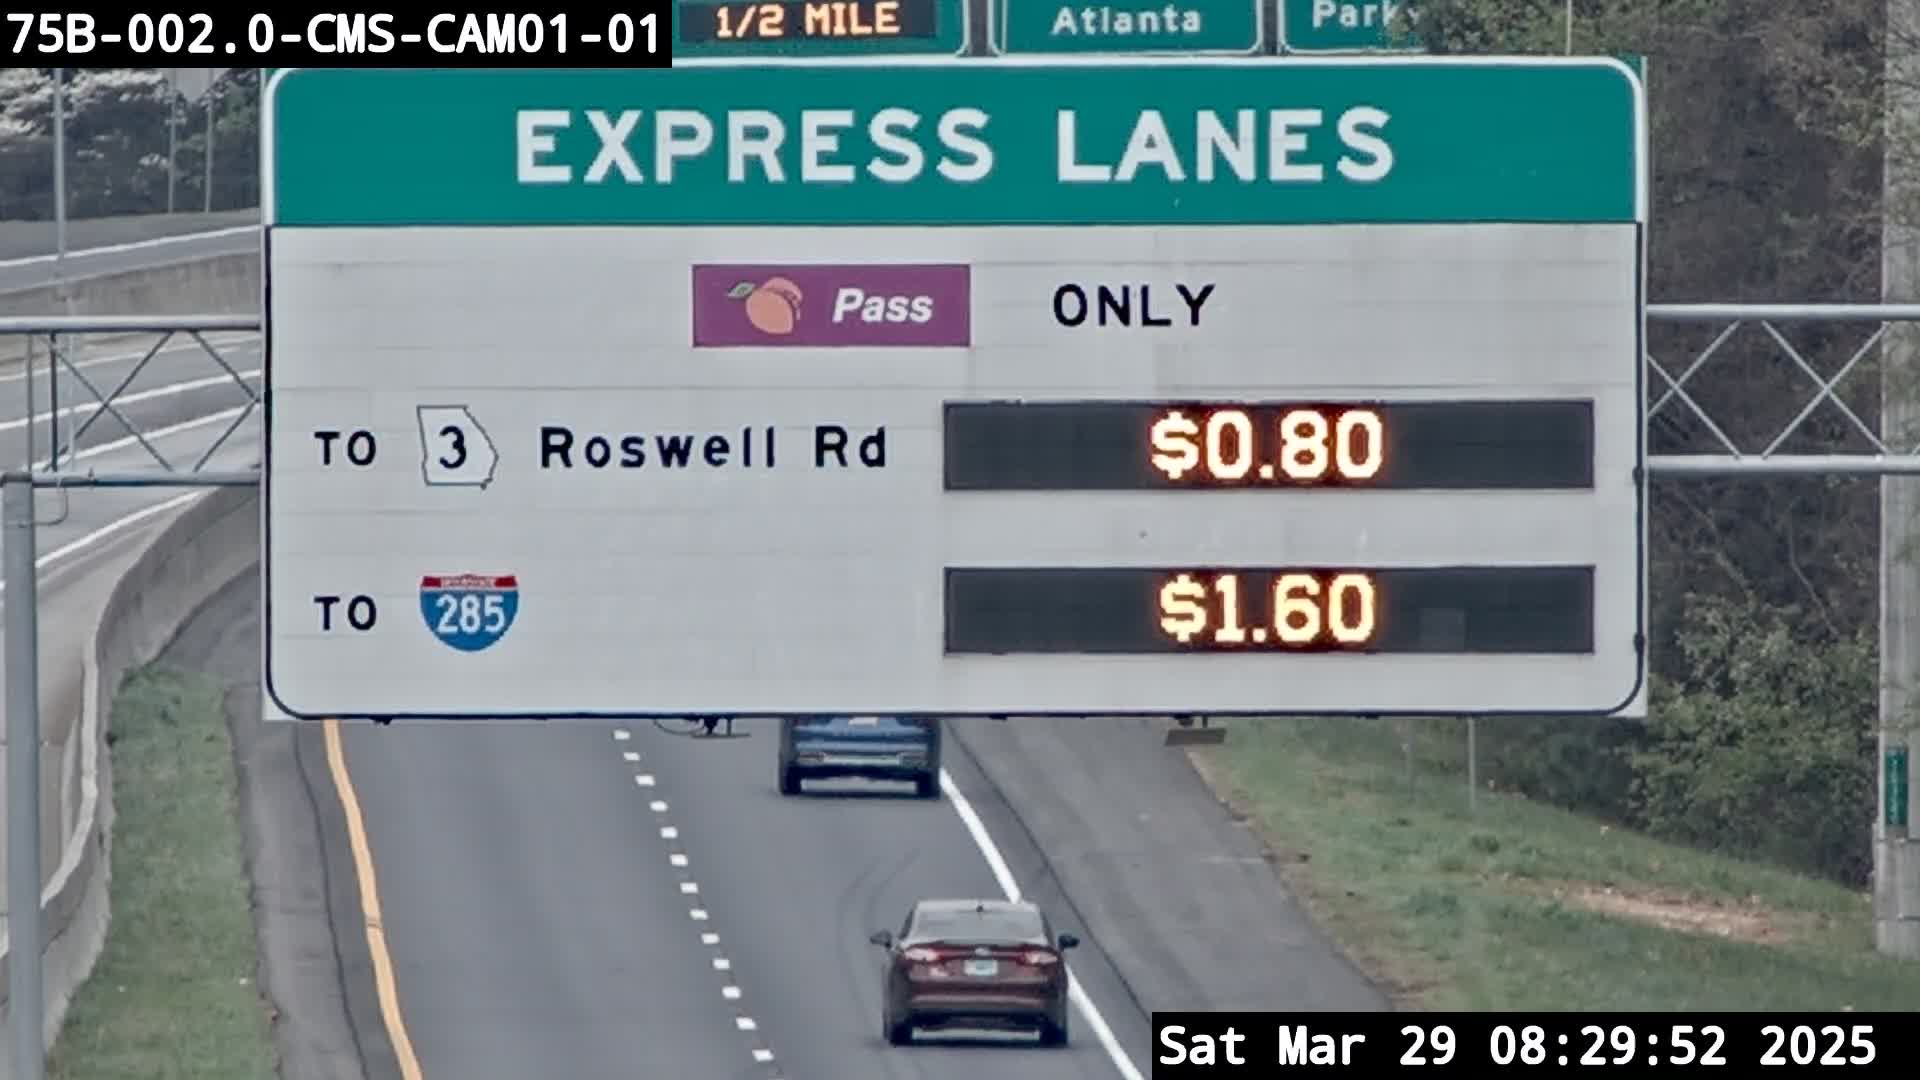 75B-002.0-CMS-CAM01-01
1/2 MILE
Atlanta
EXPRESS LANES
Pass ONLY
TO 3 Roswell Rd $0.80
TO INTERSTATE 285 $1.60
Sat Mar 29 08:29:52 2025